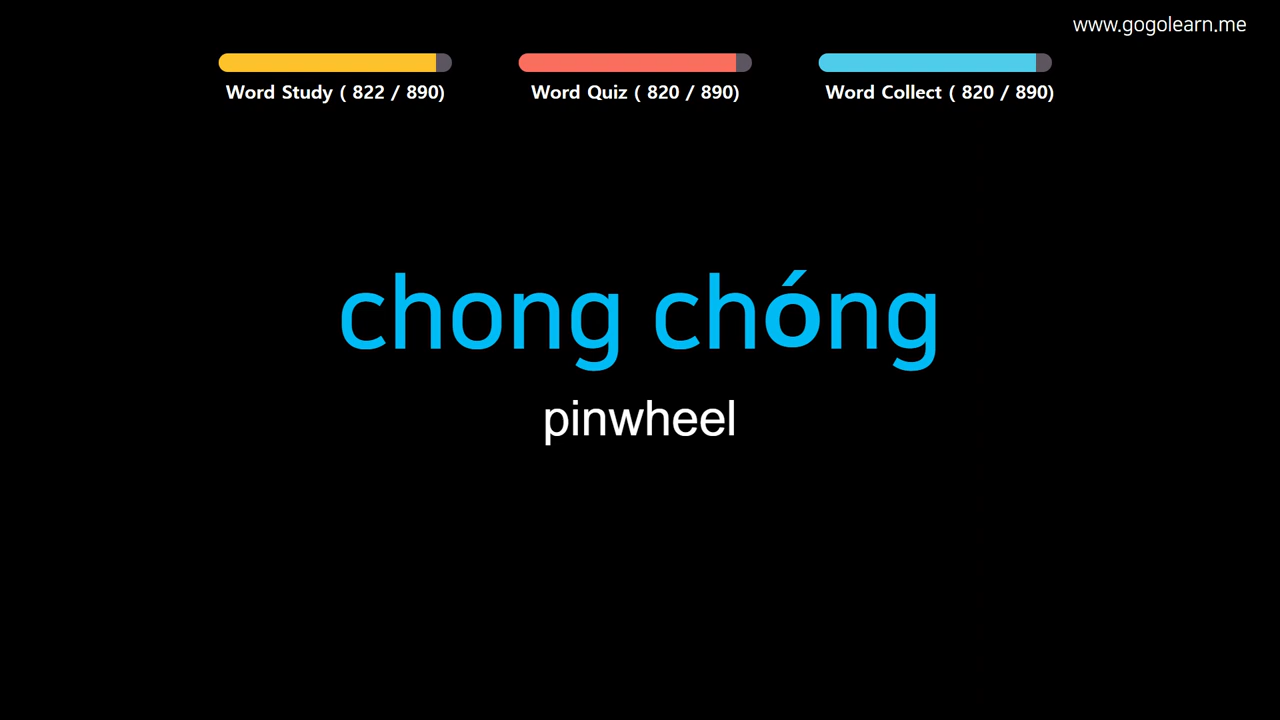 www.gogolearn.me
Word Study ( 822 / 890)
Word Quiz ( 820 / 890)
Word Collect ( 820 / 890)
chong chóng
pinwheel